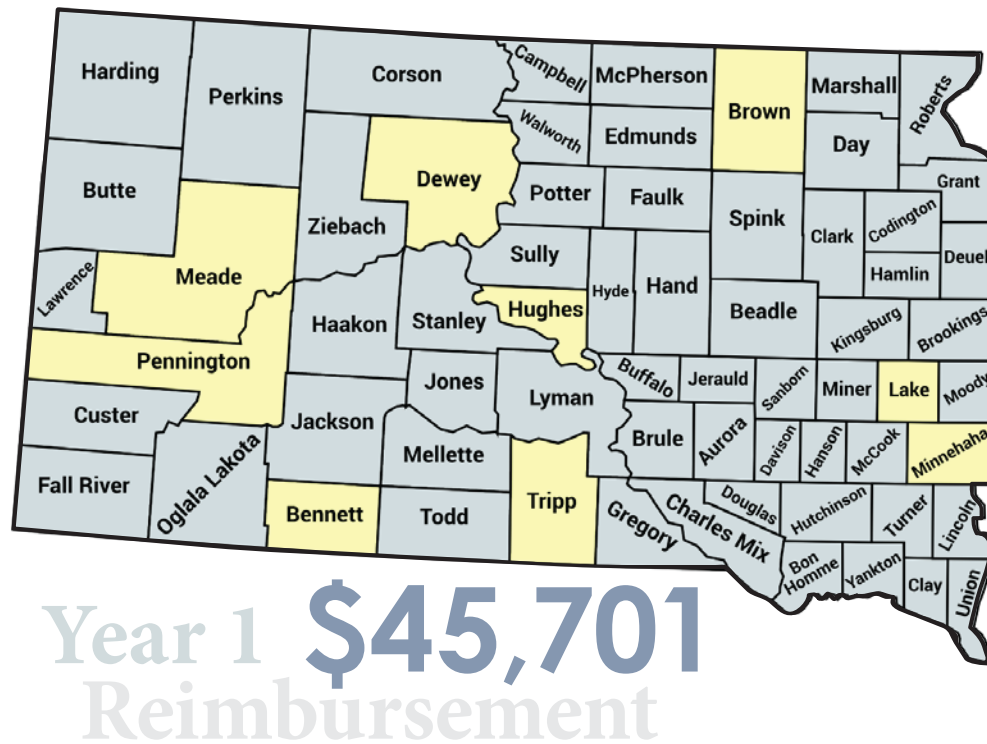 Harding
Perkins
Corson
Campbell
McPherson
Brown
Marshall
Roberts
Walworth
Edmunds
Day
Butte
Dewey
Potter
Faulk
Spink
Grant
Ziebach
Clark
Codington
Lawrence
Meade
Sully
Hyde
Hand
Hamlin
Deuel
Haakon
Stanley
Hughes
Beadle
Kingsburg
Brookings
Pennington
Jones
Lyman
Buffalo
Jerauld
Sanborn
Miner
Lake
Moody
Custer
Jackson
Mellette
Brule
Aurora
Davison
Hanson
McCook
Minnehaha
Fall River
Oglala Lakota
Bennett
Todd
Tripp
Gregory
Charles Mix
Douglas
Hutchinson
Turner
Lincoln
Bon
Homme
Yankton
Clay
Union
Year 1 $45,701
Reimbursement